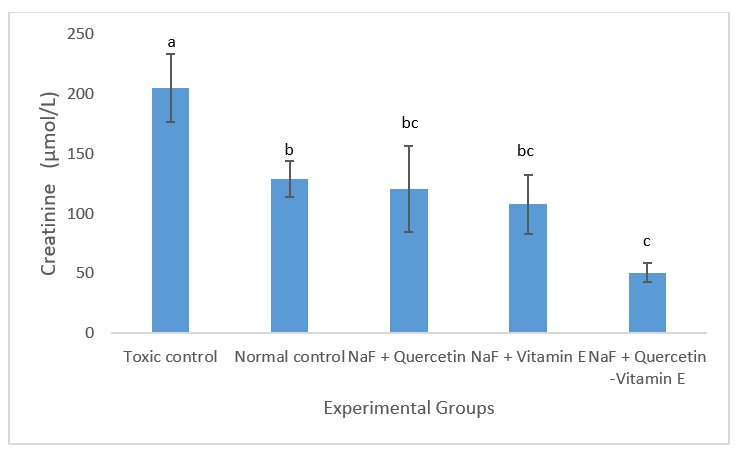 250
200
150
100
50
0
Creatinine (µmol/L)
a
b
bc
bc
c
Toxic control
Normal control
NaF + Quercetin
NaF + Vitamin E
NaF + Quercetin
-Vitamin E
Experimental Groups